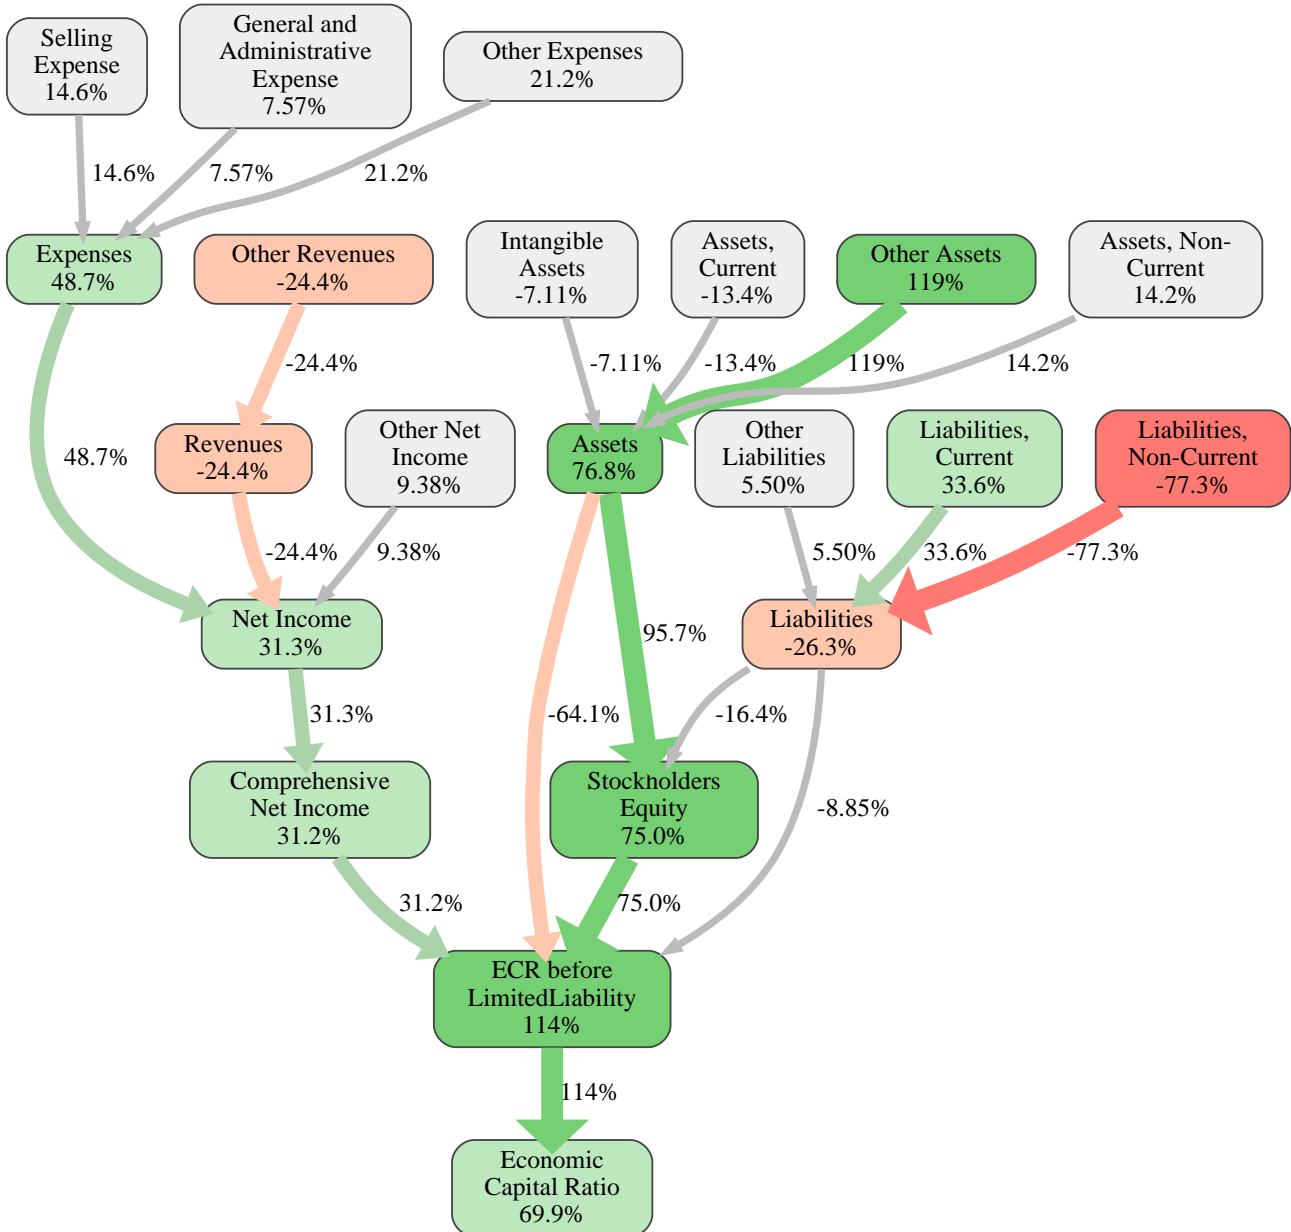 Selling
Expense
14.6%
General and
Administrative
Expense
7.57%
Other Expenses
21.2%
14.6%
7.57%
21.2%
Expenses
48.7%
Other Revenues
-24.4%
Intangible
Assets
-7.11%
Assets,
Current
-13.4%
Other Assets
119%
Assets, Non-
Current
14.2%
-24.4%
-7.11%
-13.4%
119%
14.2%
48.7%
Revenues
-24.4%
Other Net
Income
9.38%
Assets
76.8%
Other
Liabilities
5.50%
Liabilities,
Current
33.6%
Liabilities,
Non-Current
-77.3%
-24.4%
9.38%
5.50%
33.6%
-77.3%
Net Income
31.3%
95.7%
Liabilities
-26.3%
31.3%
-64.1%
-16.4%
Comprehensive
Net Income
31.2%
Stockholders
Equity
75.0%
-8.85%
31.2%
75.0%
ECR before
LimitedLiability
114%
114%
Economic
Capital Ratio
69.9%